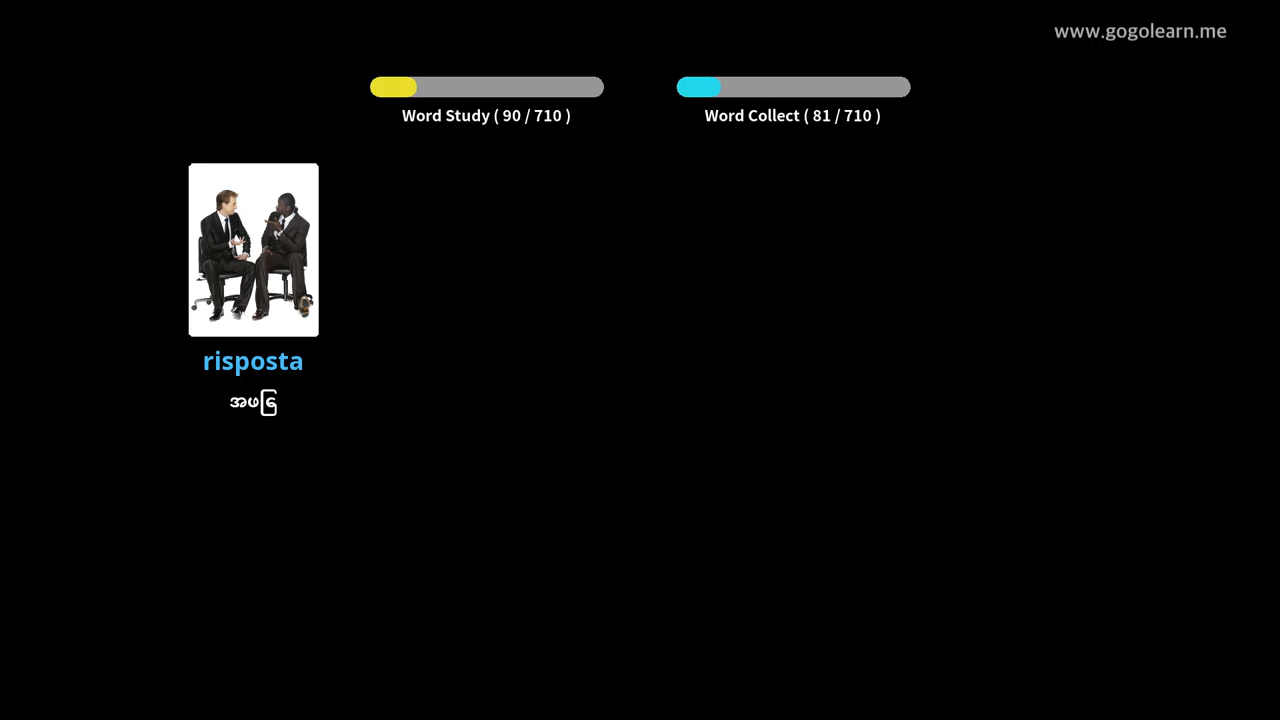 www.gogolearn.me
Word Study ( 90 / 710 )
Word Collect ( 81 / 710 )
risposta
အဖြေ